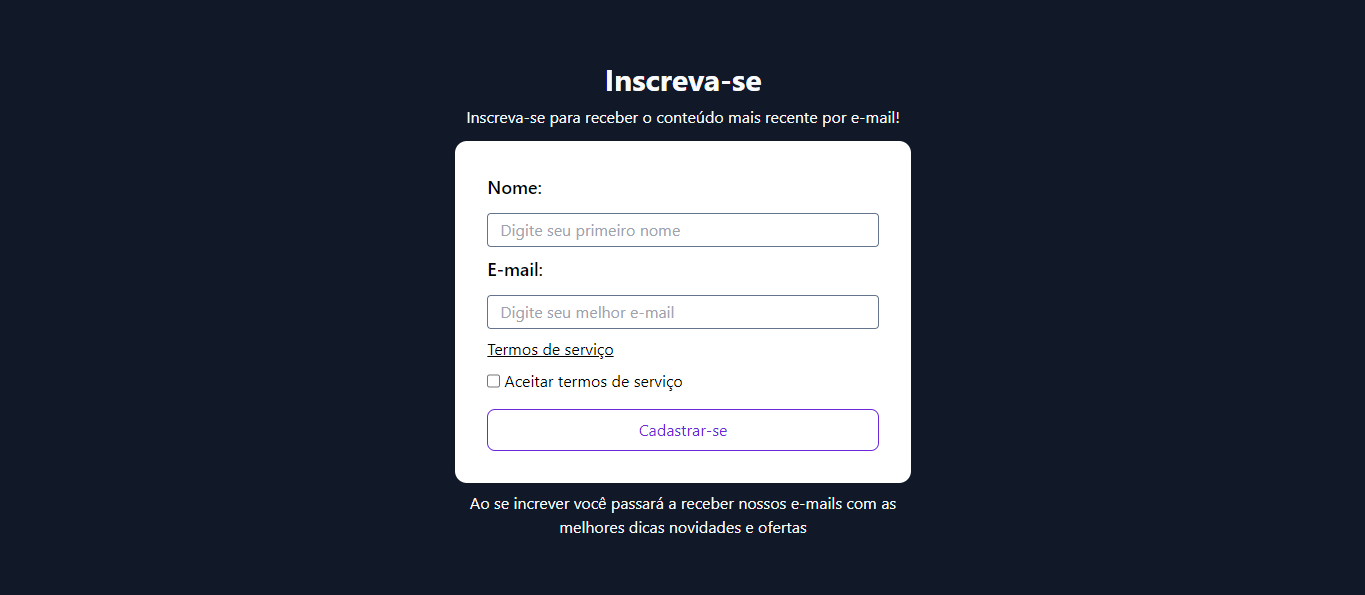 Inscreva-se
Inscreva-se para receber o conteúdo mais recente por e-mail!
Nome:
Digite seu primeiro nome
E-mail:
Digite seu melhor e-mail
Termos de serviço
Aceitar termos de serviço
Cadastrar-se
Ao se increver você passará a receber nossos e-mails com as
melhores dicas novidades e ofertas